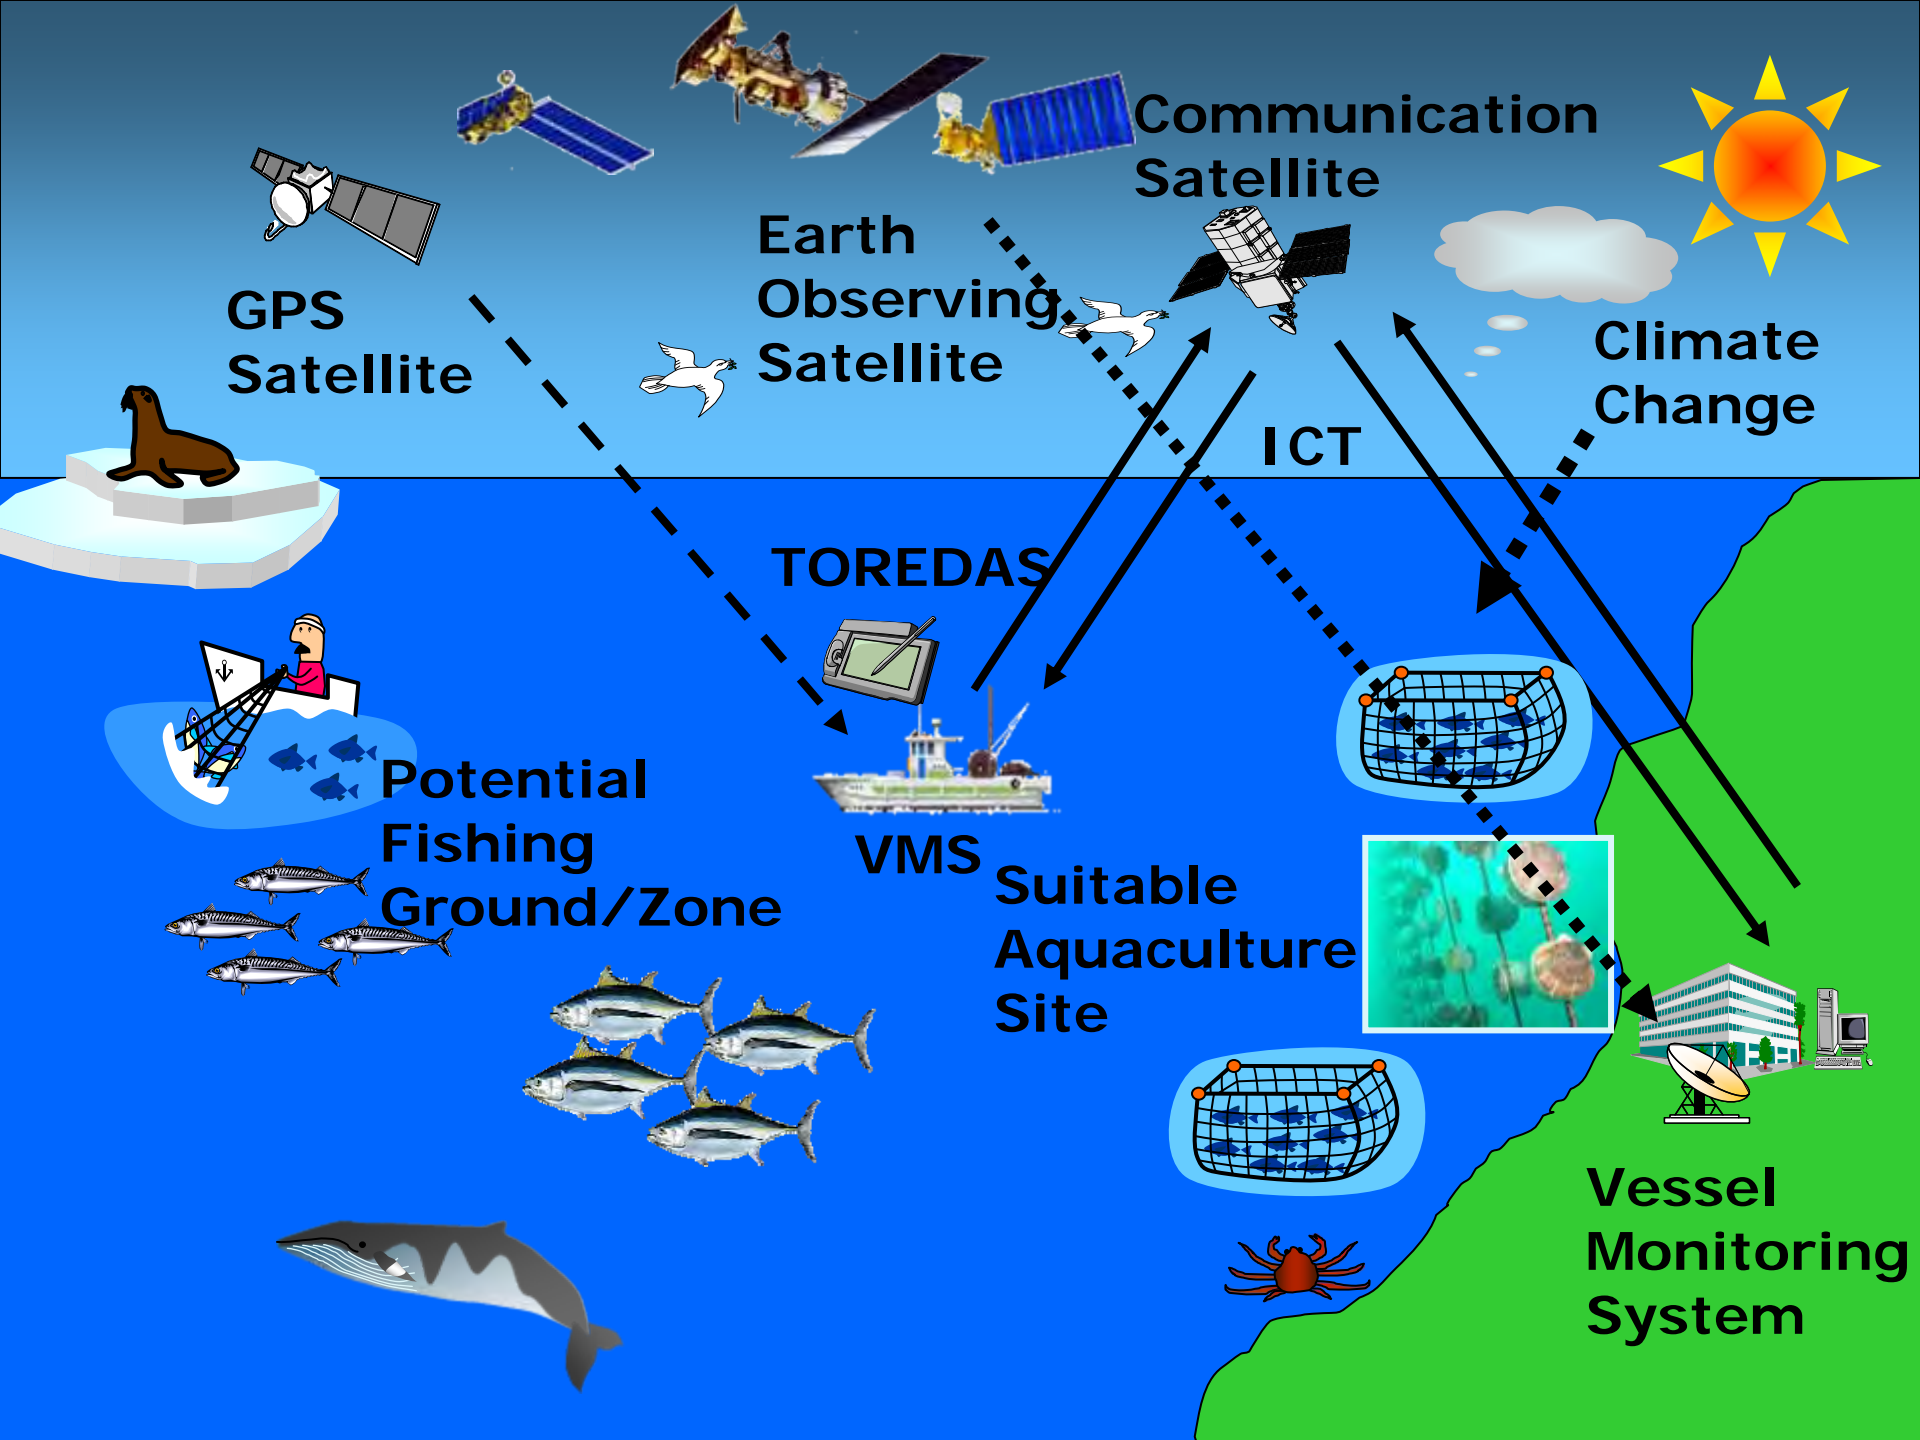 Communication
Satellite
Earth
Observing
Satellite
GPS
Satellite
Climate
Change
ICT
TOREDAS
Potential
Fishing
Ground/Zone
VMS
Suitable
Aquaculture
Site
Vessel
Monitoring
System